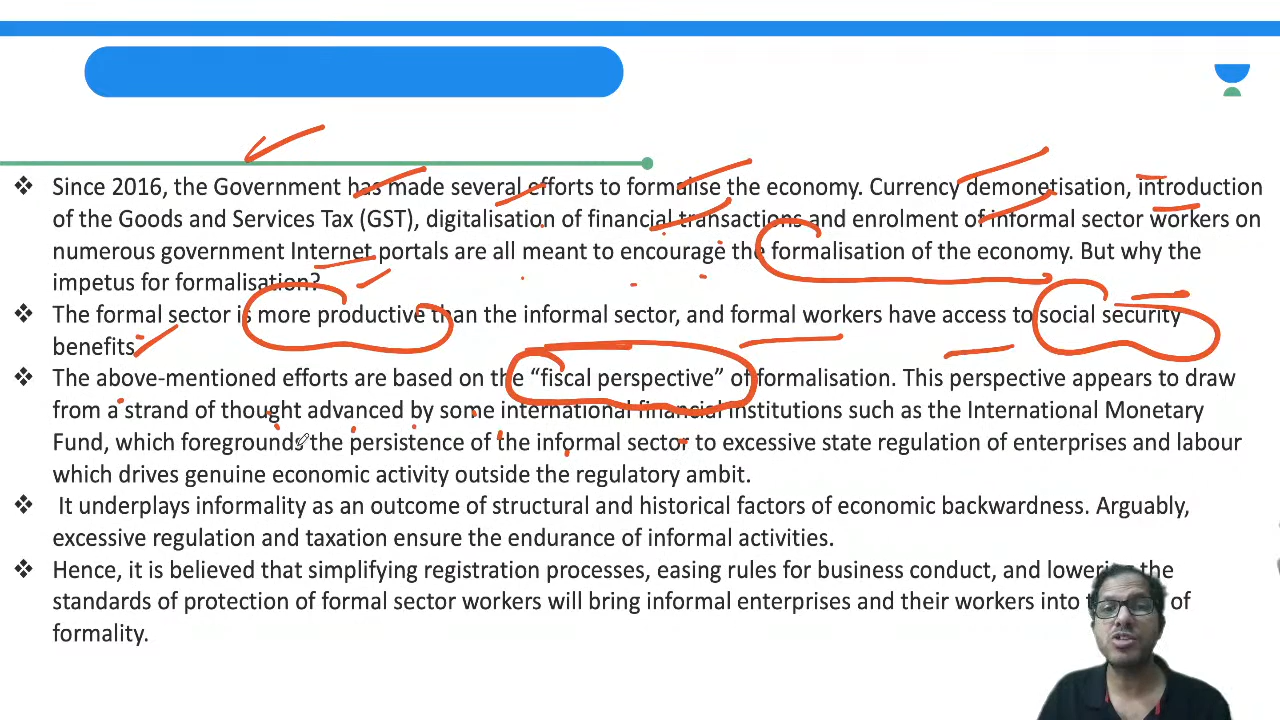 ❖ Since 2016, the Government has made several efforts to formalise the economy. Currency demonetisation, introduction
of the Goods and Services Tax (GST), digitalisation of financial transactions and enrolment of informal sector workers on
numerous government Internet portals are all meant to encourage the formalisation of the economy. But why the
impetus for formalisation?
❖ The formal sector is more productive than the informal sector, and formal workers have access to social security
benefits.
❖ The above-mentioned efforts are based on the “fiscal perspective” of formalisation. This perspective appears to draw
from a strand of thought advanced by some international financial institutions such as the International Monetary
Fund, which foregrounds the persistence of the informal sector to excessive state regulation of enterprises and labour
which drives genuine economic activity outside the regulatory ambit.
❖ It underplays informality as an outcome of structural and historical factors of economic backwardness. Arguably,
excessive regulation and taxation ensure the endurance of informal activities.
❖ Hence, it is believed that simplifying registration processes, easing rules for business conduct, and lowering the
standards of protection of formal sector workers will bring informal enterprises and their workers into of
formality.